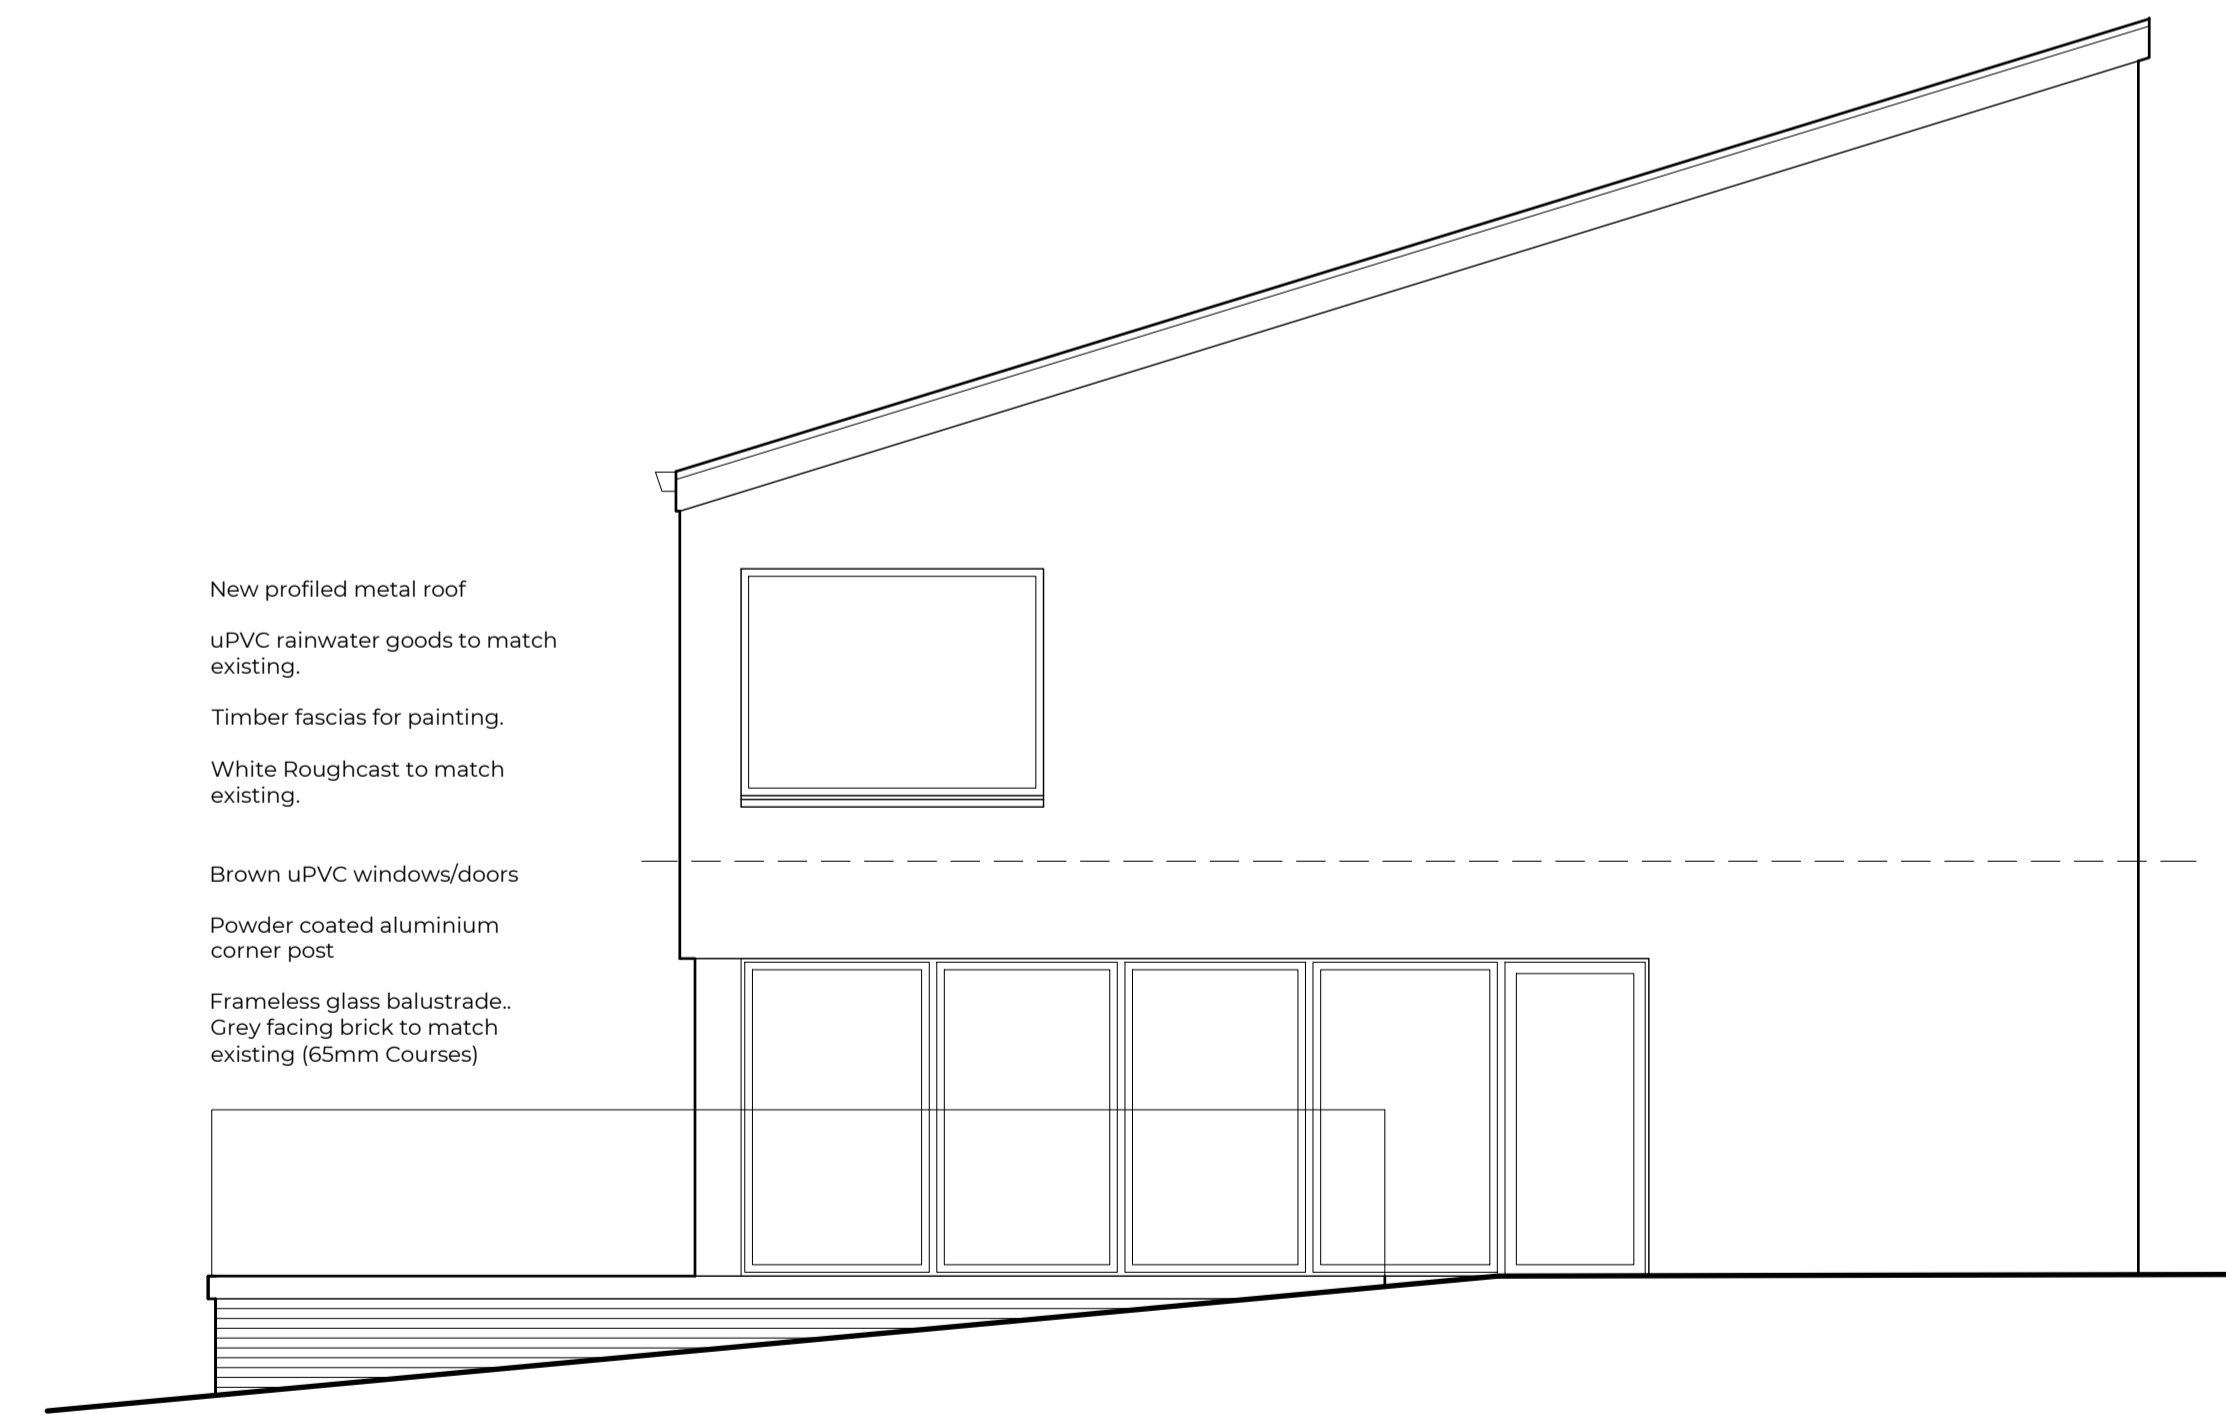 New profiled metal roof
uPVC rainwater goods to match
existing.
Timber fascias for painting.
White Roughcast to match
existing.
Brown uPVC windows/doors
Powder coated aluminium
corner post
Frameless glass balustrade..
Grey facing brick to match
existing (65mm Courses)